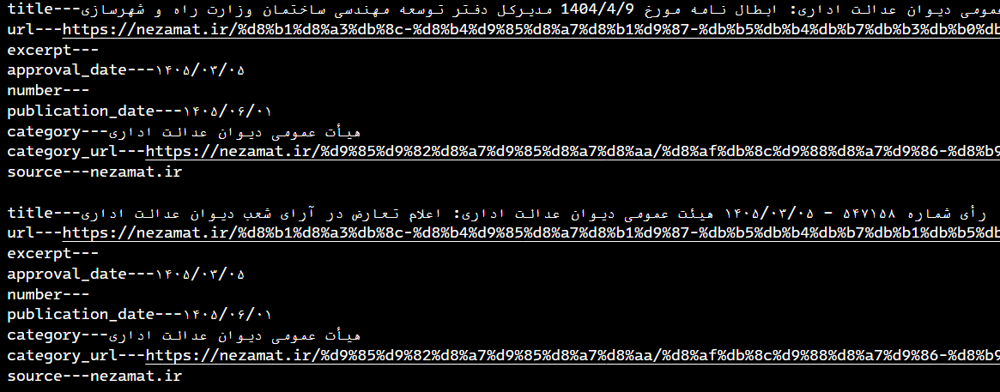 title---عمومی دیوان عدالت اداری: ابطال نامه مورخ 1404/4/9 مدیرکل دفتر توسعه مهندسی ساختمان وزارت راه و شهرسازی
url---https://nezamat.ir/%d8%b1%d8%a3%db%8c-%d8%b4%d9%85%d8%a7%d8%b1%d9%87-%db%b5%db%b4%db%b7%db%b3%db%b0%db
excerpt---
approval_date---۱۴۰۵/۰۳/۰۵
number---
publication_date---۱۴۰۵/۰۶/۰۱
category---هیأت عمومی دیوان عدالت اداری
category_url---https://nezamat.ir/%d9%85%d9%82%d8%a7%d9%85%d8%a7%d8%aa/%d8%af%db%8c%d9%88%d8%a7%d9%86-%d8%b9
source---nezamat.ir
title---رأی شماره ۵۴۷۱۵۸ - ۱۴۰۵/۰۳/۰۵ هیئت عمومی دیوان عدالت اداری: اعلام تعارض در آرای شعب دیوان عدالت اداری
url---https://nezamat.ir/%d8%b1%d8%a3%db%8c-%d8%b4%d9%85%d8%a7%d8%b1%d9%87-%db%b5%db%b4%db%b7%db%b1%db%b5%db
excerpt---
approval_date---۱۴۰۵/۰۳/۰۵
number---
publication_date---۱۴۰۵/۰۶/۰۱
category---هیأت عمومی دیوان عدالت اداری
category_url---https://nezamat.ir/%d9%85%d9%82%d8%a7%d9%85%d8%a7%d8%aa/%d8%af%db%8c%d9%88%d8%a7%d9%86-%d8%b9
source---nezamat.ir